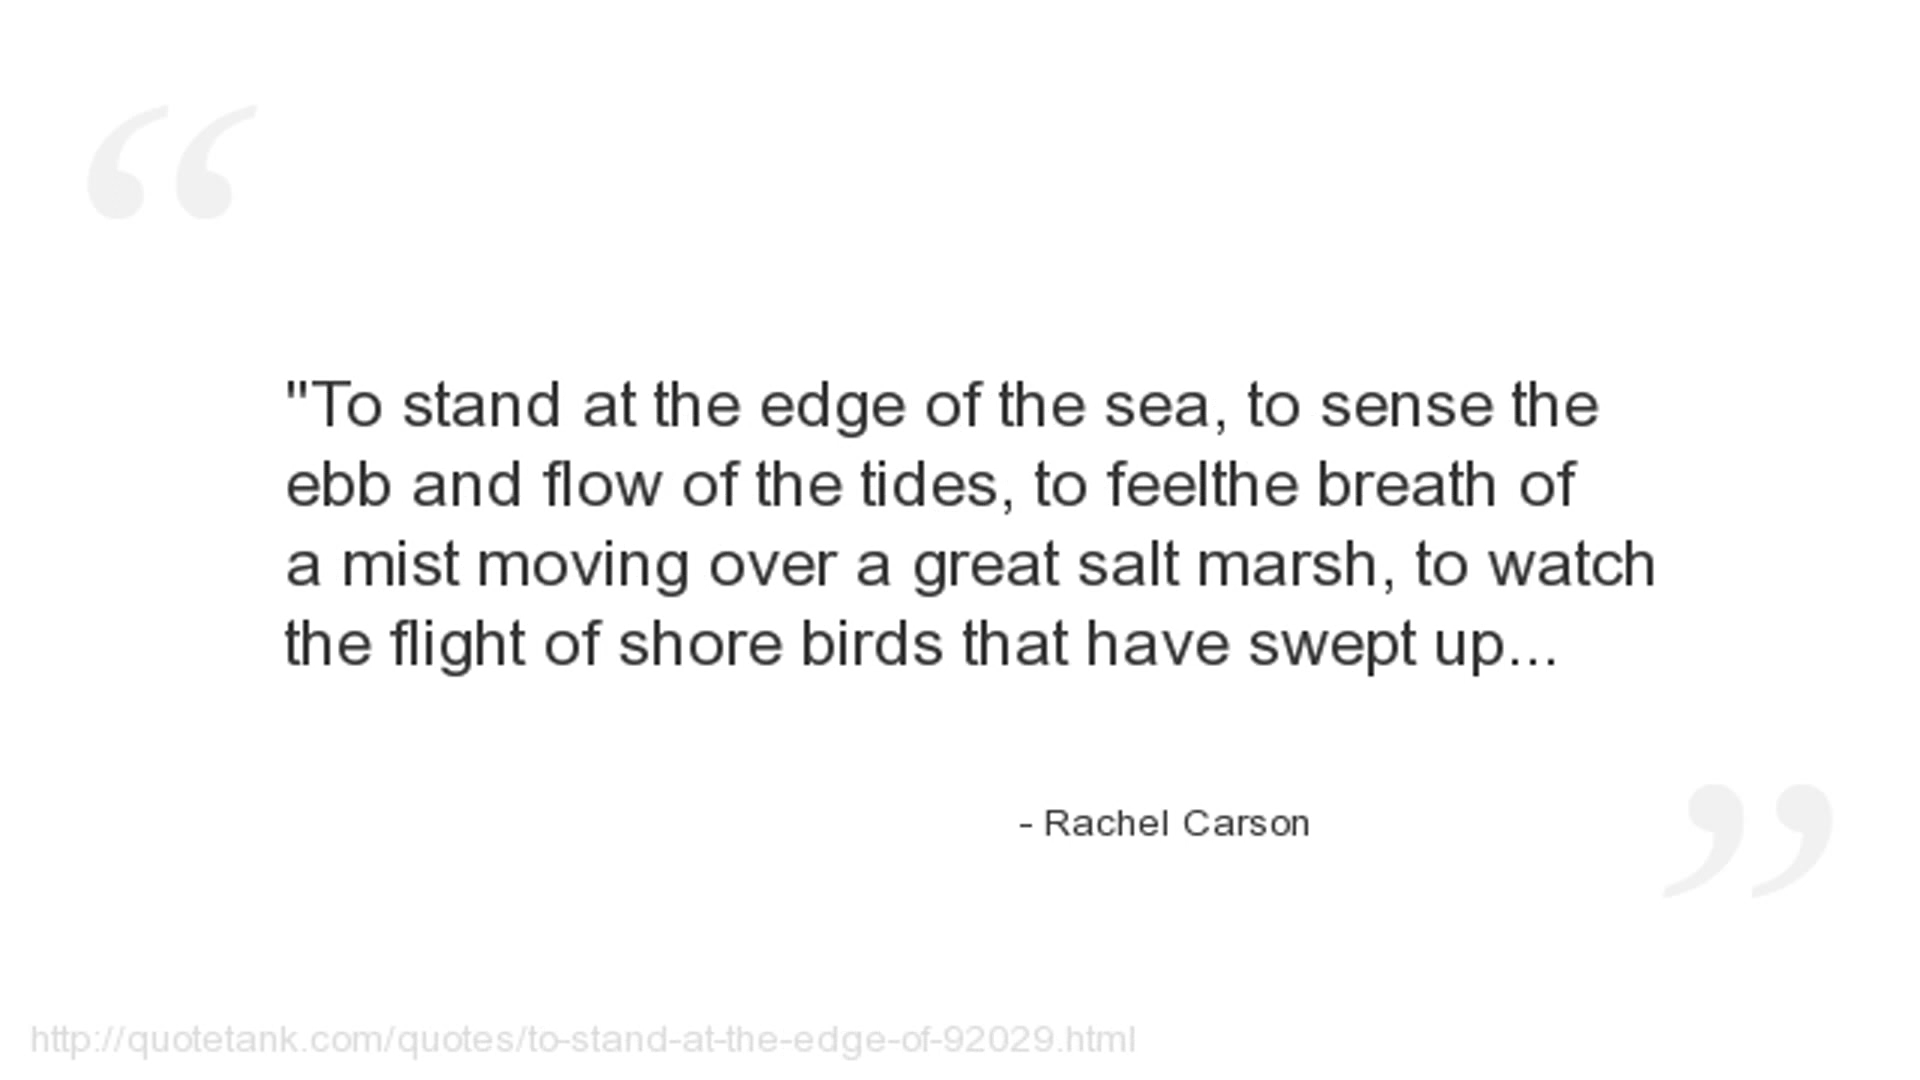 "To stand at the edge of the sea, to sense the
ebb and flow of the tides, to feelthe breath of
a mist moving over a great salt marsh, to watch
the flight of shore birds that have swept up...
- Rachel Carson
http://quotetank.com/quotes/to-stand-at-the-edge-of-92029.html